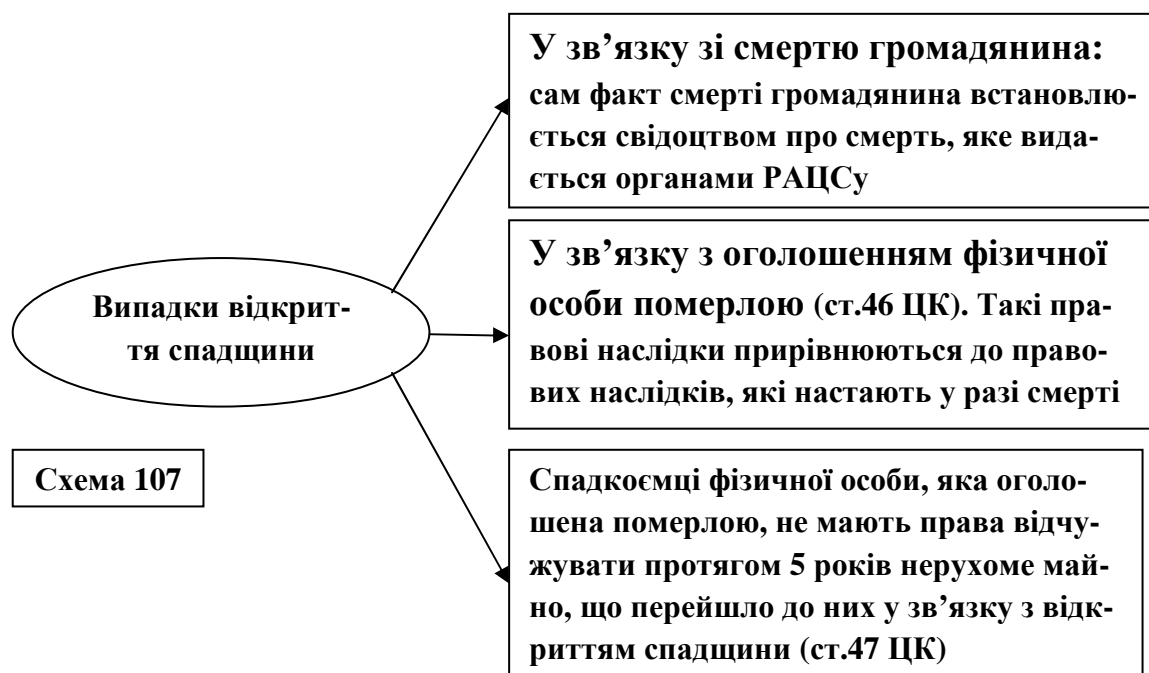 У зв’язку зі смертю громадянина:
сам факт смерті громадянина встановлю-
ється свідоцтвом про смерть, яке вида-
ється органами РАЦСу
У зв’язку з оголошенням фізичної
особи померлою (ст.46 ЦК). Такі пра-
вові наслідки прирівнюються до право-
вих наслідків, які настають у разі смерті
Випадки відкрит-
тя спадщини
Схема 107
Спадкоємці фізичної особи, яка оголо-
шена померлою, не мають права відчу-
жувати протягом 5 років нерухоме май-
но, що перейшло до них у зв’язку з відк-
риттям спадщини (ст.47 ЦК)